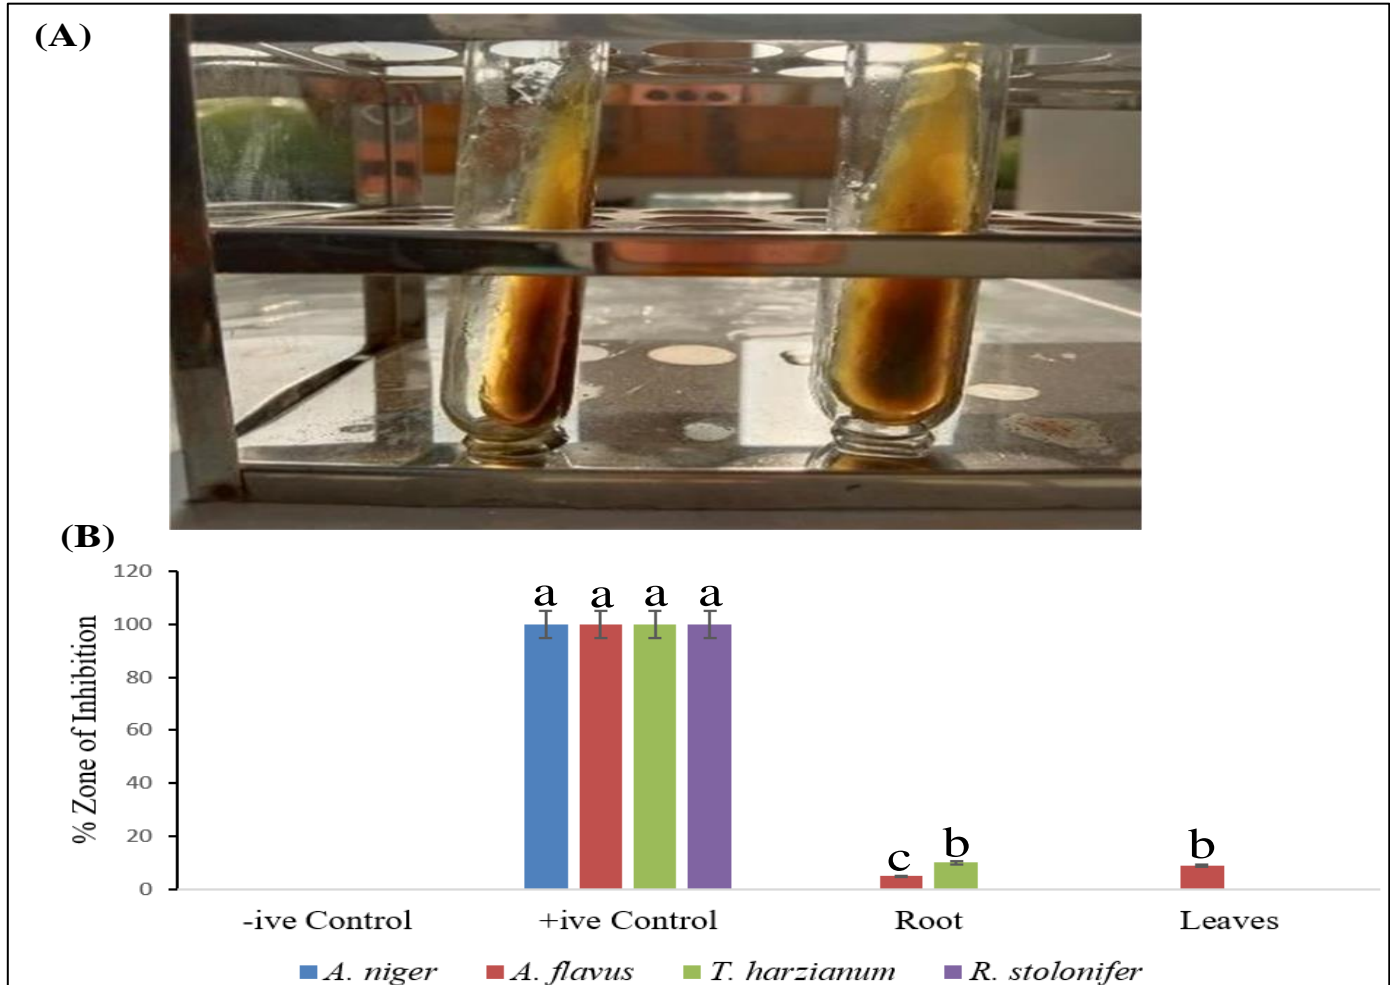 (A)
(B)
120
100
80
60
40
20
0
% Zone of Inhibition
a a a a
c b b
-ive Control +ive Control Root Leaves
A. niger A. flavus T. harzianum R. stolonifer